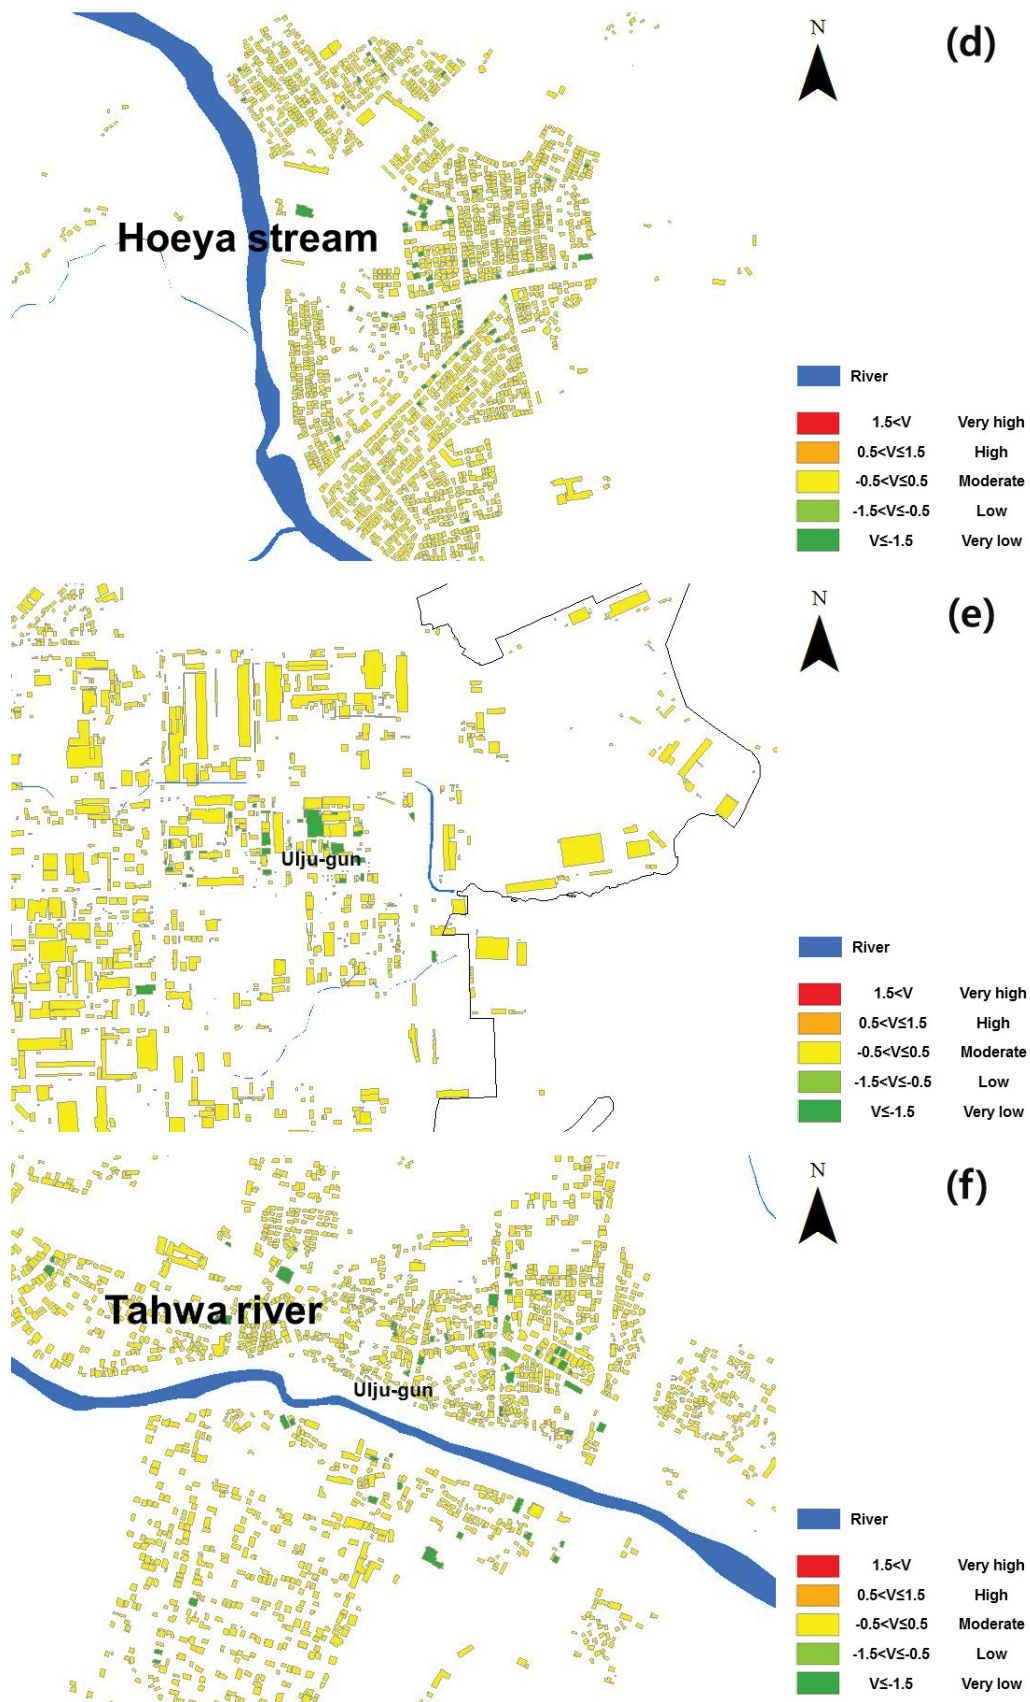 N
(d)
Hoeya stream
River
1.5<V Very high
0.5<V≤1.5 High
-0.5<V≤0.5 Moderate
-1.5<V≤-0.5 Low
V≤-1.5 Very low
N
(e)
Ulju-gun
River
1.5<V Very high
0.5<V≤1.5 High
-0.5<V≤0.5 Moderate
-1.5<V≤-0.5 Low
V≤-1.5 Very low
N
(f)
Tahwa river
Ulju-gun
River
1.5<V Very high
0.5<V≤1.5 High
-0.5<V≤0.5 Moderate
-1.5<V≤-0.5 Low
V≤-1.5 Very low